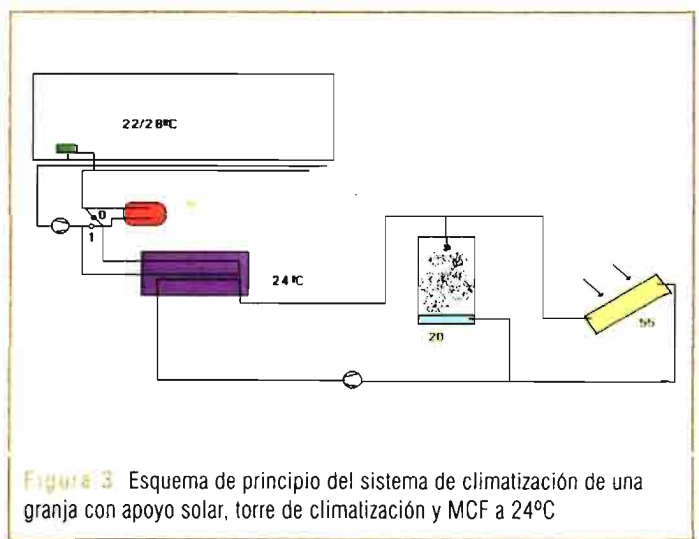 22/28ºC
0
1
24ºC
20
55
Figura 3. Esquema de principio del sistema de climatización de una
granja con apoyo solar, torre de climatización y MCF a 24ºC